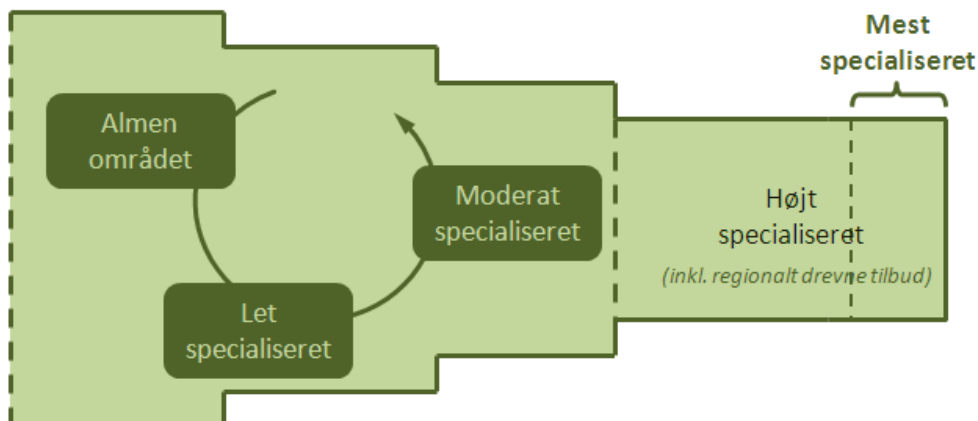 Mest
specialiseret
Almen
området
Moderat
specialiseret
Højt
specialiseret
(inkl. regionalt drevne tilbud)
Let
specialiseret